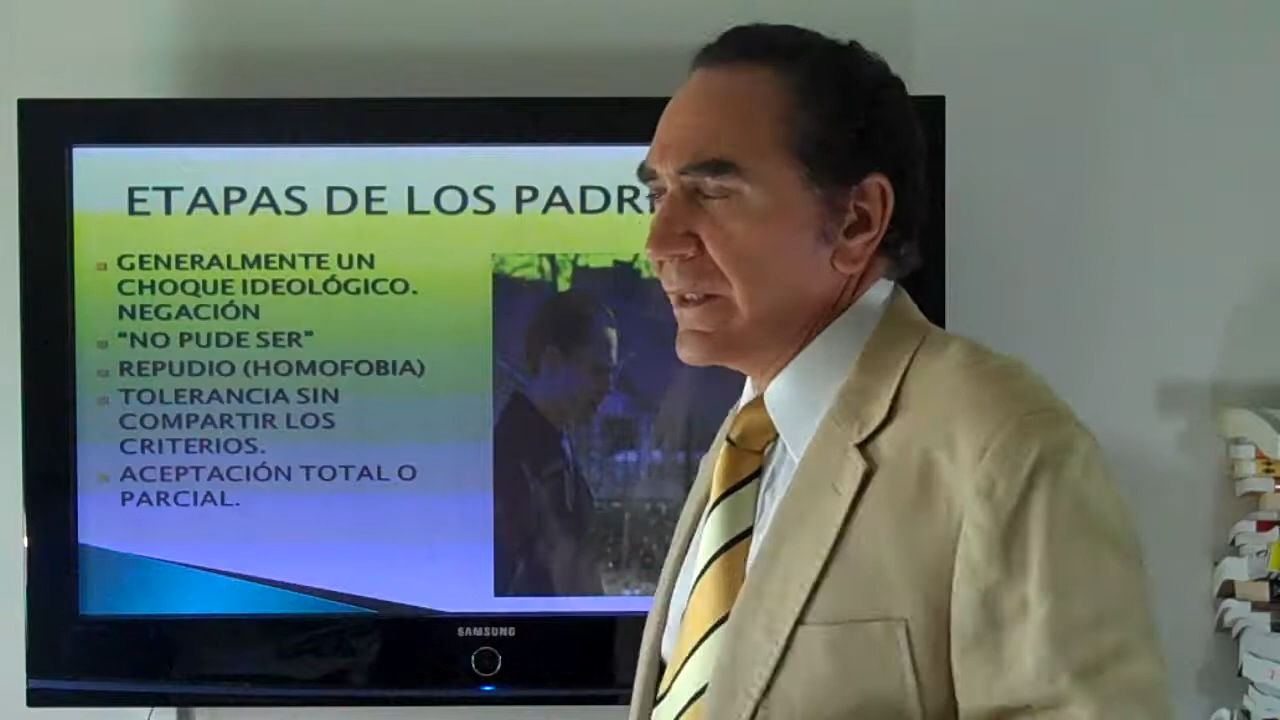 ETAPAS DE LOS PADR
GENERALMENTE UN
CHOQUE IDEOLÓGICO.
NEGACIÓN
"NO PUDE SER"
REPUDIO (HOMOFOBIA)
TOLERANCIA SIN
COMPARTIR LOS
CRITERIOS.
ACEPTACIÓN TOTAL O
PARCIAL.
SAMSUNG